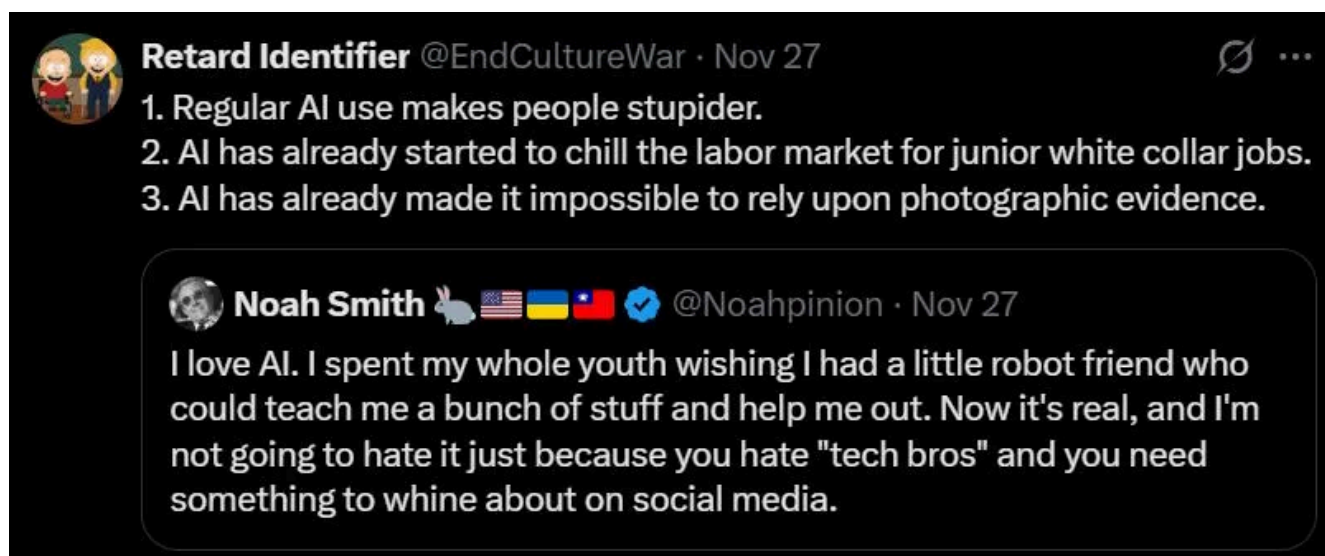 Retard Identifier @EndCultureWar · Nov 27
1. Regular AI use makes people stupider.
2. AI has already started to chill the labor market for junior white collar jobs.
3. AI has already made it impossible to rely upon photographic evidence.
Noah Smith 🐇🇺🇸🇺🇦🇹🇼 @Noahpinion · Nov 27
I love AI. I spent my whole youth wishing I had a little robot friend who
could teach me a bunch of stuff and help me out. Now it's real, and I'm
not going to hate it just because you hate "tech bros" and you need
something to whine about on social media.